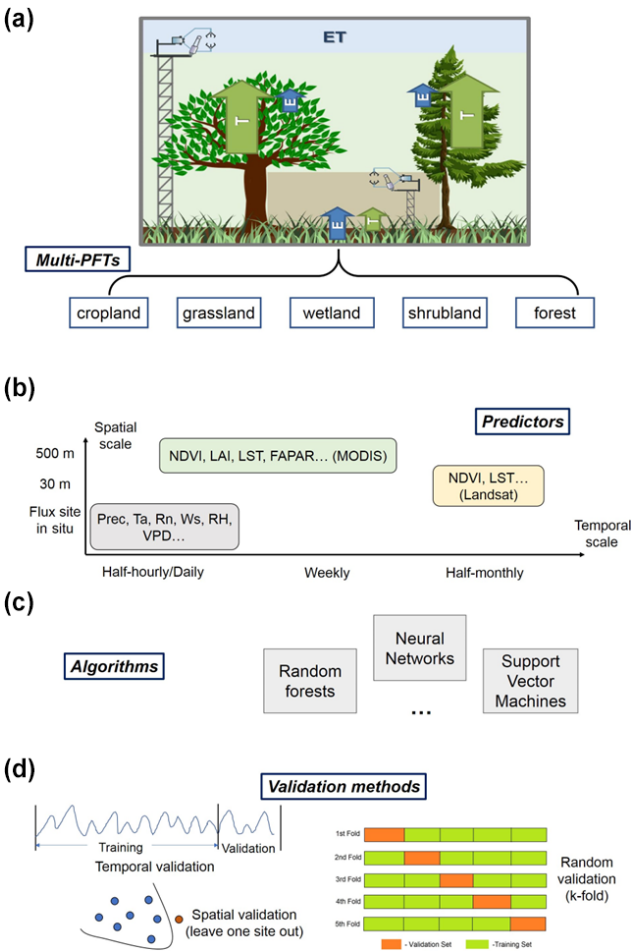 (a)
ET
T
E
E
T
E
T
Multi-PFTs
cropland
grassland
wetland
shrubland
forest
(b)
Predictors
Spatial
scale
500 m
30 m
Flux site
in situ
NDVI, LAI, LST, FAPAR... (MODIS)
NDVI, LST...
(Landsat)
Prec, Ta, Rn, Ws, RH,
VPD...
Temporal
scale
Half-hourly/Daily
Weekly
Half-monthly
(c)
Algorithms
Random
forests
Neural
Networks
...
Support
Vector
Machines
(d)
Validation methods
Training
Validation
Temporal validation
Spatial validation
(leave one site out)
1st Fold
2nd Fold
3rd Fold
4th Fold
5th Fold
Random
validation
(k-fold)
- Validation Set
-Training Set